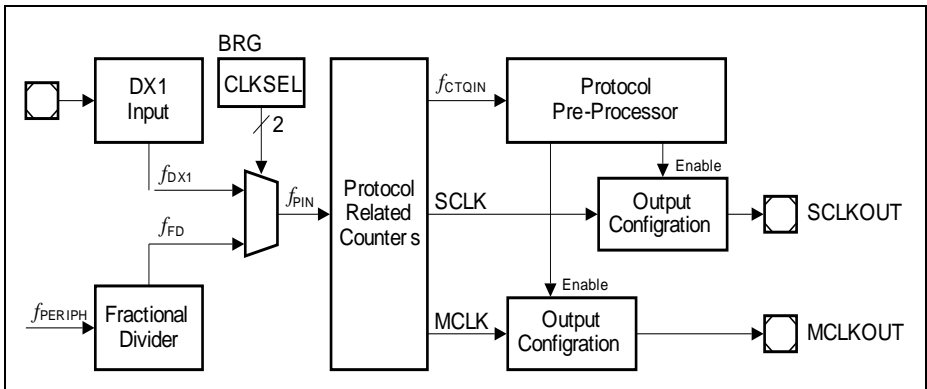 BRG
CLKSEL
2
DX1
Input
fDX1
fFD
fPERIPH
Fractional
Divider
fPIN
Protocol
Related
Counters
fCTQIN
Protocol
Pre-Processor
Enable
SCLK
Output
Configration
SCLKOUT
Enable
MCLK
Output
Configration
MCLKOUT